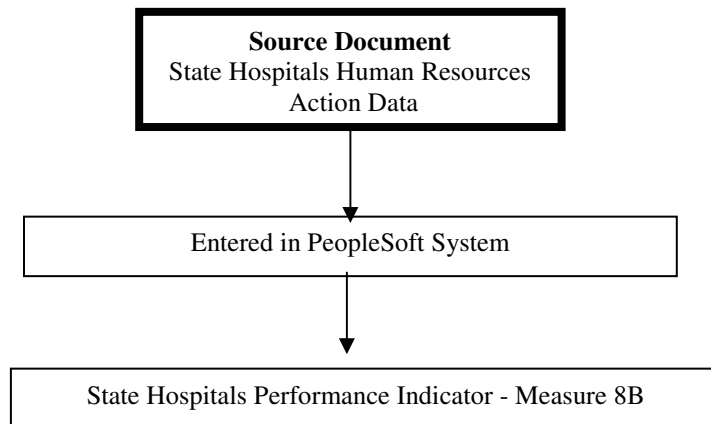 Source Document
State Hospitals Human Resources
Action Data
Entered in PeopleSoft System
State Hospitals Performance Indicator - Measure 8B